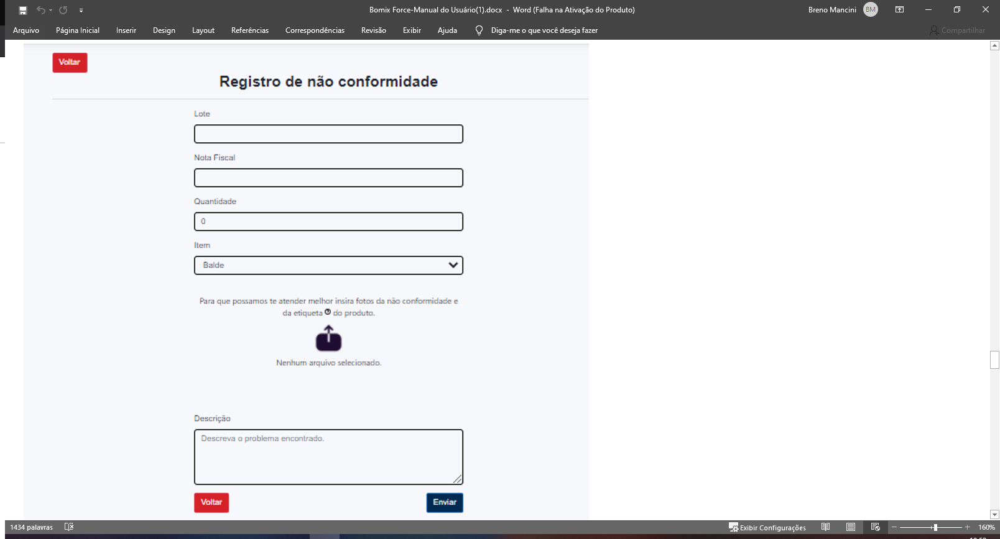 Bomix Force-Manual do Usuário(1).docx - Word (Falha na Ativação do Produto)
Breno Mancini
BM
Arquivo
Página Inicial
Inserir
Design
Layout
Referências
Correspondências
Revisão
Exibir
Ajuda
Diga-me o que você deseja fazer
Compartilhar
Voltar
Registro de não conformidade
Lote
Nota Fiscal
Quantidade
0
Item
Balde
Para que possamos te atender melhor insira fotos da não conformidade e
da etiqueta ? do produto.
Nenhum arquivo selecionado.
Descrição
Descreva o problema encontrado.
Voltar
Enviar
1434 palavras
Exibir Configurações
160%